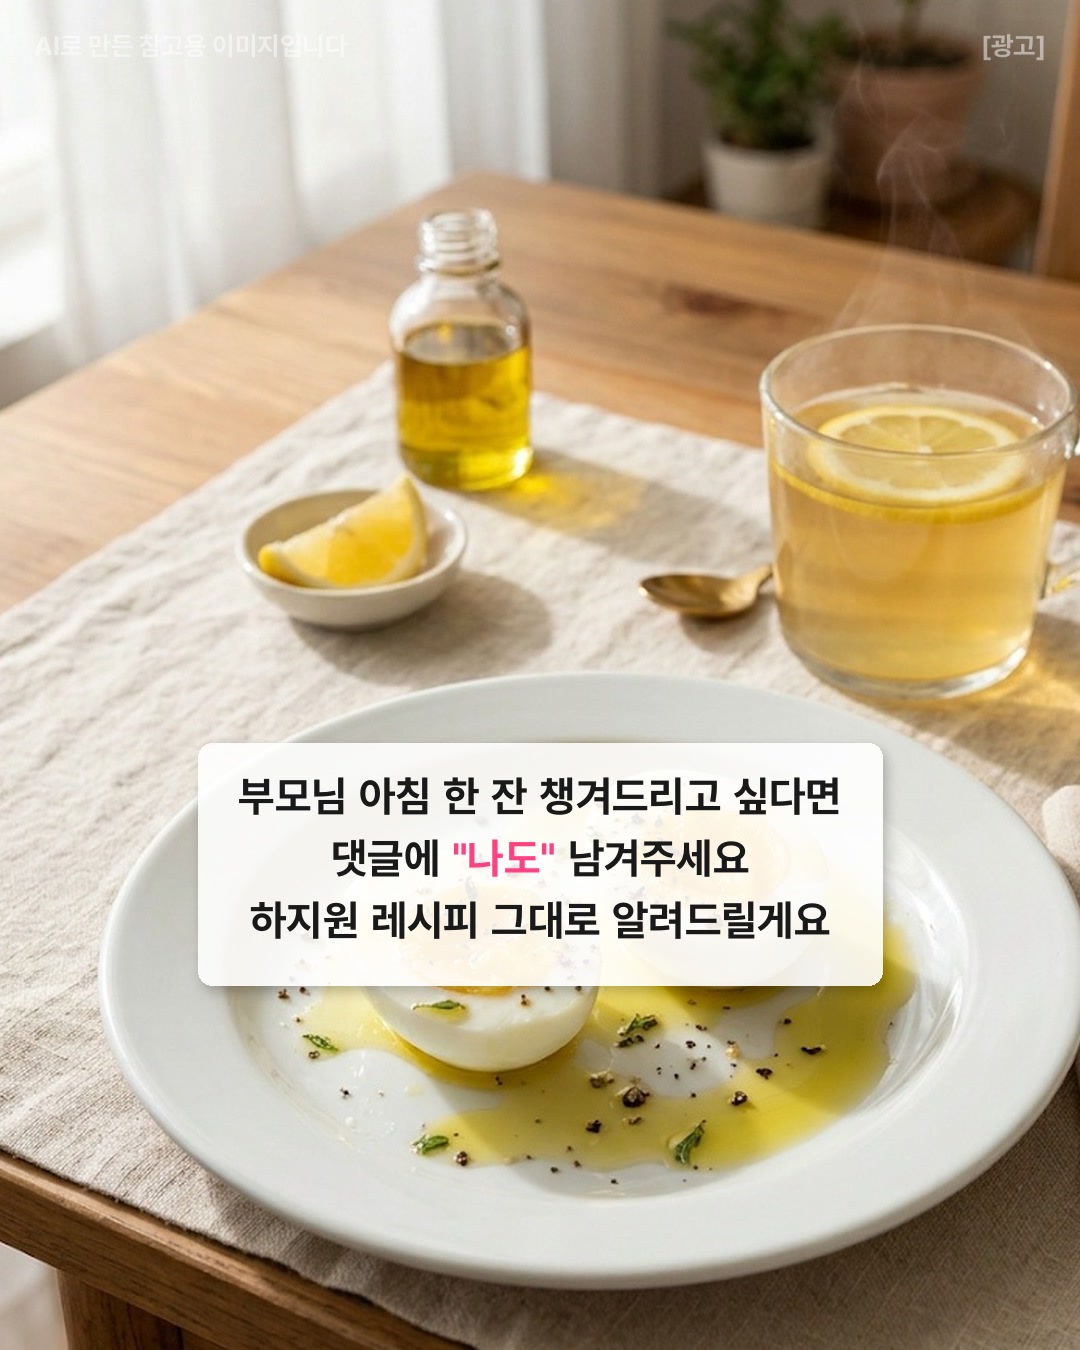 AI로 만든 참고용 이미지입니다
[광고]
부모님 아침 한 잔 챙겨드리고 싶다면
댓글에 "나도" 남겨주세요
하지원 레시피 그대로 알려드릴게요